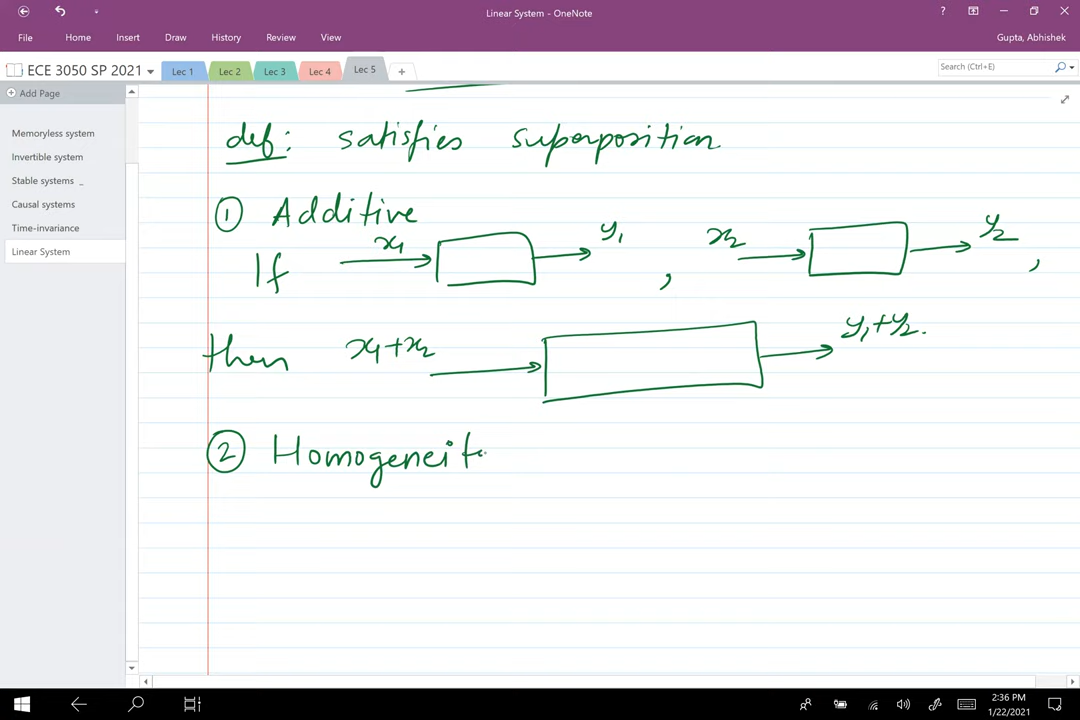 Linear System - OneNote
?
Gupta, Abhishek
File Home Insert Draw History Review View
ECE 3050 SP 2021 Lec 1 Lec 2 Lec 3 Lec 4 Lec 5 +
Search (Ctrl+E)
Add Page
Memoryless system
Invertible system
Stable systems _
Causal systems
Time-invariance
Linear System
def: satisfies superposition
① Additive
If x1 y1 , x2 y2 ,
then x1+x2 y1+y2.
② Homogeneit
2:36 PM
1/22/2021